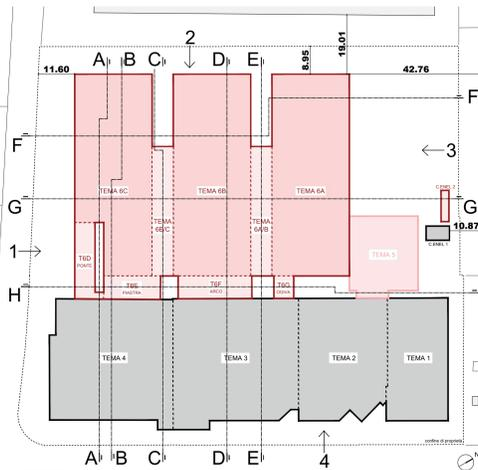 2
19.01
8.95
A B C D E
11.60
42.76
F
F
3
TEMA 6C
TEMA 6B
TEMA 6A
C.ENEL 2
G
G
TEMA
6B/C
TEMA
6A/B
10.87
C.ENEL 1
1
T6D
PONTE
TEMA 5
H
T6E
PIASTRA
T6F
ARCO
T6G
CERNIA
TEMA 4
TEMA 3
TEMA 2
TEMA 1
confine di proprietà
A B C D E
4
N